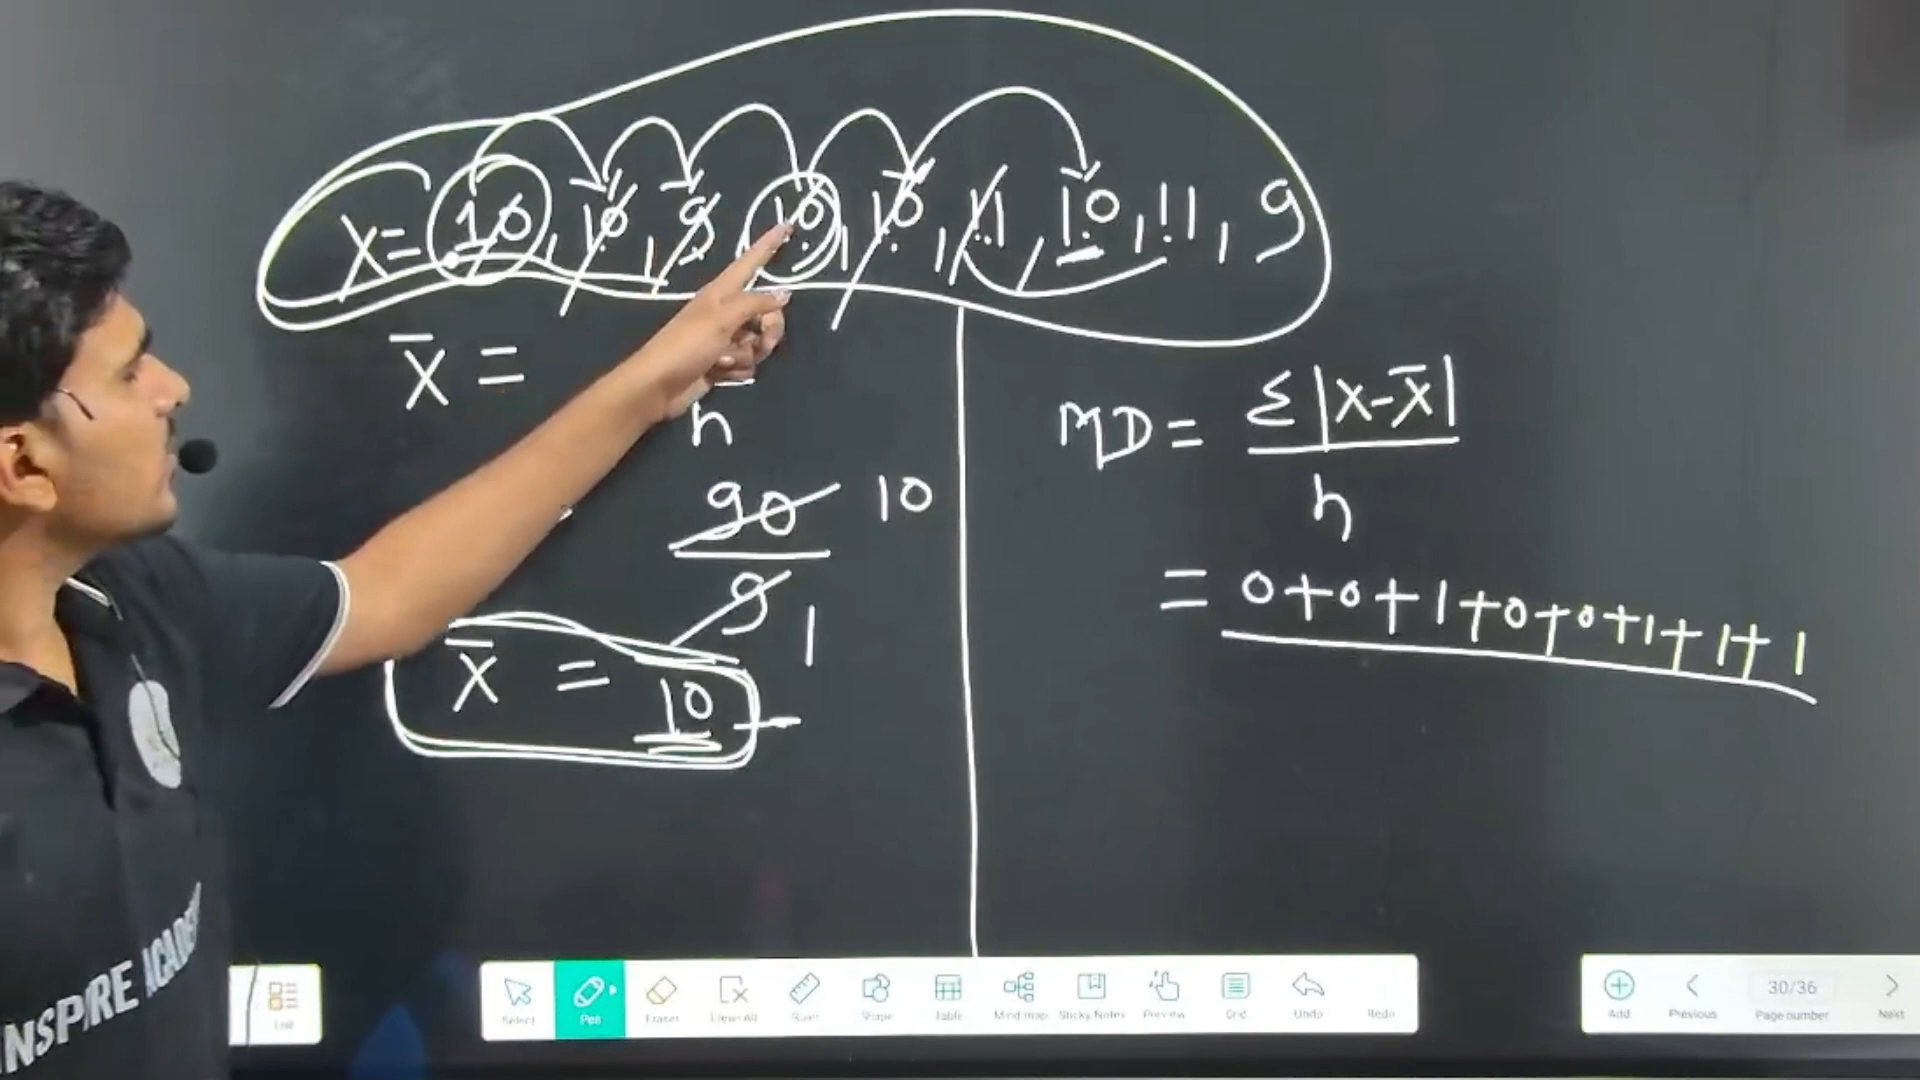 X = 10, 10, 9, 10, 10, 11, 10, 11, 9
x̄ =
n
90 10
9 1
x̄ = 10
MD = Σ|x-x̄|
n
= 0+0+1+0+0+1+1+1
INSPIRE ACADE
Select Pen Eraser Clear All Ruler Shape Table Mind map Sticky Notes Preview Grid Undo Redo
Add Previous 30/36 Page number Next